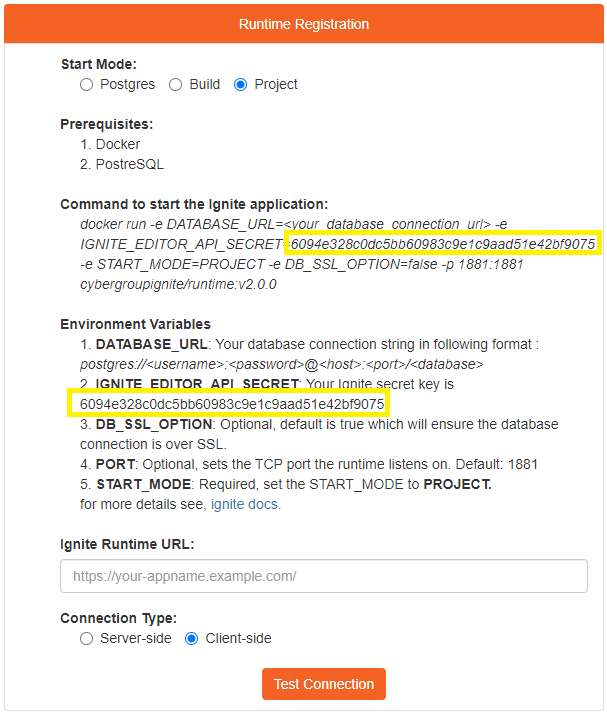 Runtime Registration
Start Mode:
Postgres Build Project
Prerequisites:
1. Docker
2. PostreSQL
Command to start the Ignite application:
docker run -e DATABASE_URL=<your_database_connection_url> -e
IGNITE_EDITOR_API_SECRET=6094e328c0dc5bb60983c9e1c9aad51e42bf9075
-e START_MODE=PROJECT -e DB_SSL_OPTION=false -p 1881:1881
cybergroupignite/runtime:v2.0.0
Environment Variables
1. DATABASE_URL: Your database connection string in following format :
postgres://<username>:<password>@<host>:<port>/<database>
2. IGNITE_EDITOR_API_SECRET: Your Ignite secret key is
6094e328c0dc5bb60983c9e1c9aad51e42bf9075
3. DB_SSL_OPTION: Optional, default is true which will ensure the database
connection is over SSL.
4. PORT: Optional, sets the TCP port the runtime listens on. Default: 1881
5. START_MODE: Required, set the START_MODE to PROJECT.
for more details see, ignite docs.
Ignite Runtime URL:
https://your-appname.example.com/
Connection Type:
Server-side Client-side
Test Connection